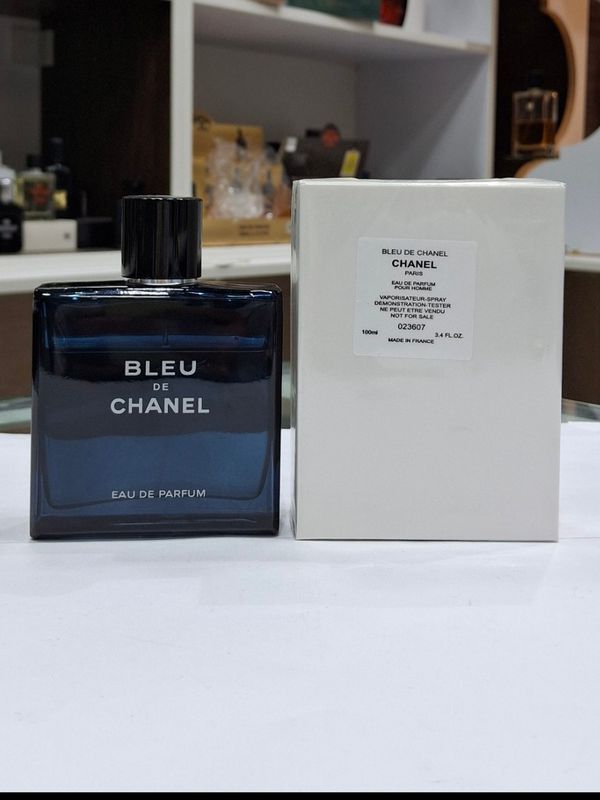 BLEU
DE
CHANEL
EAU DE PARFUM
BLEU DE CHANEL
CHANEL
PARIS
EAU DE PARFUM
POUR HOMME
VAPORISATEUR-SPRAY
DEMONSTRATION-TESTER
NE PEUT ETRE VENDU
NOT FOR SALE
023607
100ml 3.4 FL.OZ.
MADE IN FRANCE